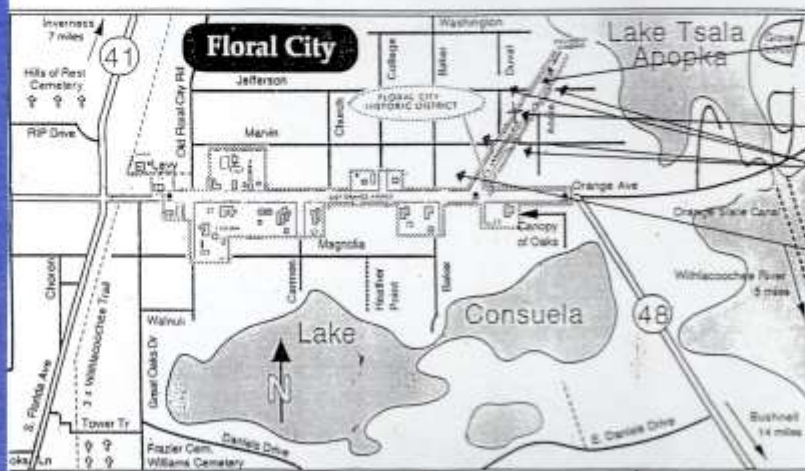 Inverness
7 miles
41
Floral City
Washington
Lake Tsala
Apopka
Hills of Rest
Cemetery
Old Floral City Rd
Jefferson
Church
Baker
Duval
FLORAL CITY
HISTORIC DISTRICT
RIP Drive
Marvin
Levy
Orange Ave
Orange State Canal
Canopy
of Oaks
Magnolia
Withlacoochee River
5 miles
Choron
Withlacoochee Trail
S. Florida Ave
Walnut
Great Oaks Dr
Carmen
Heather
Point
Baker
Lake
Consuela
N
48
Tower Tr
Frazier Cem.
Williams Cemetery
Daniels Drive
E. Daniels Drive
Bushnell
14 miles
Ln